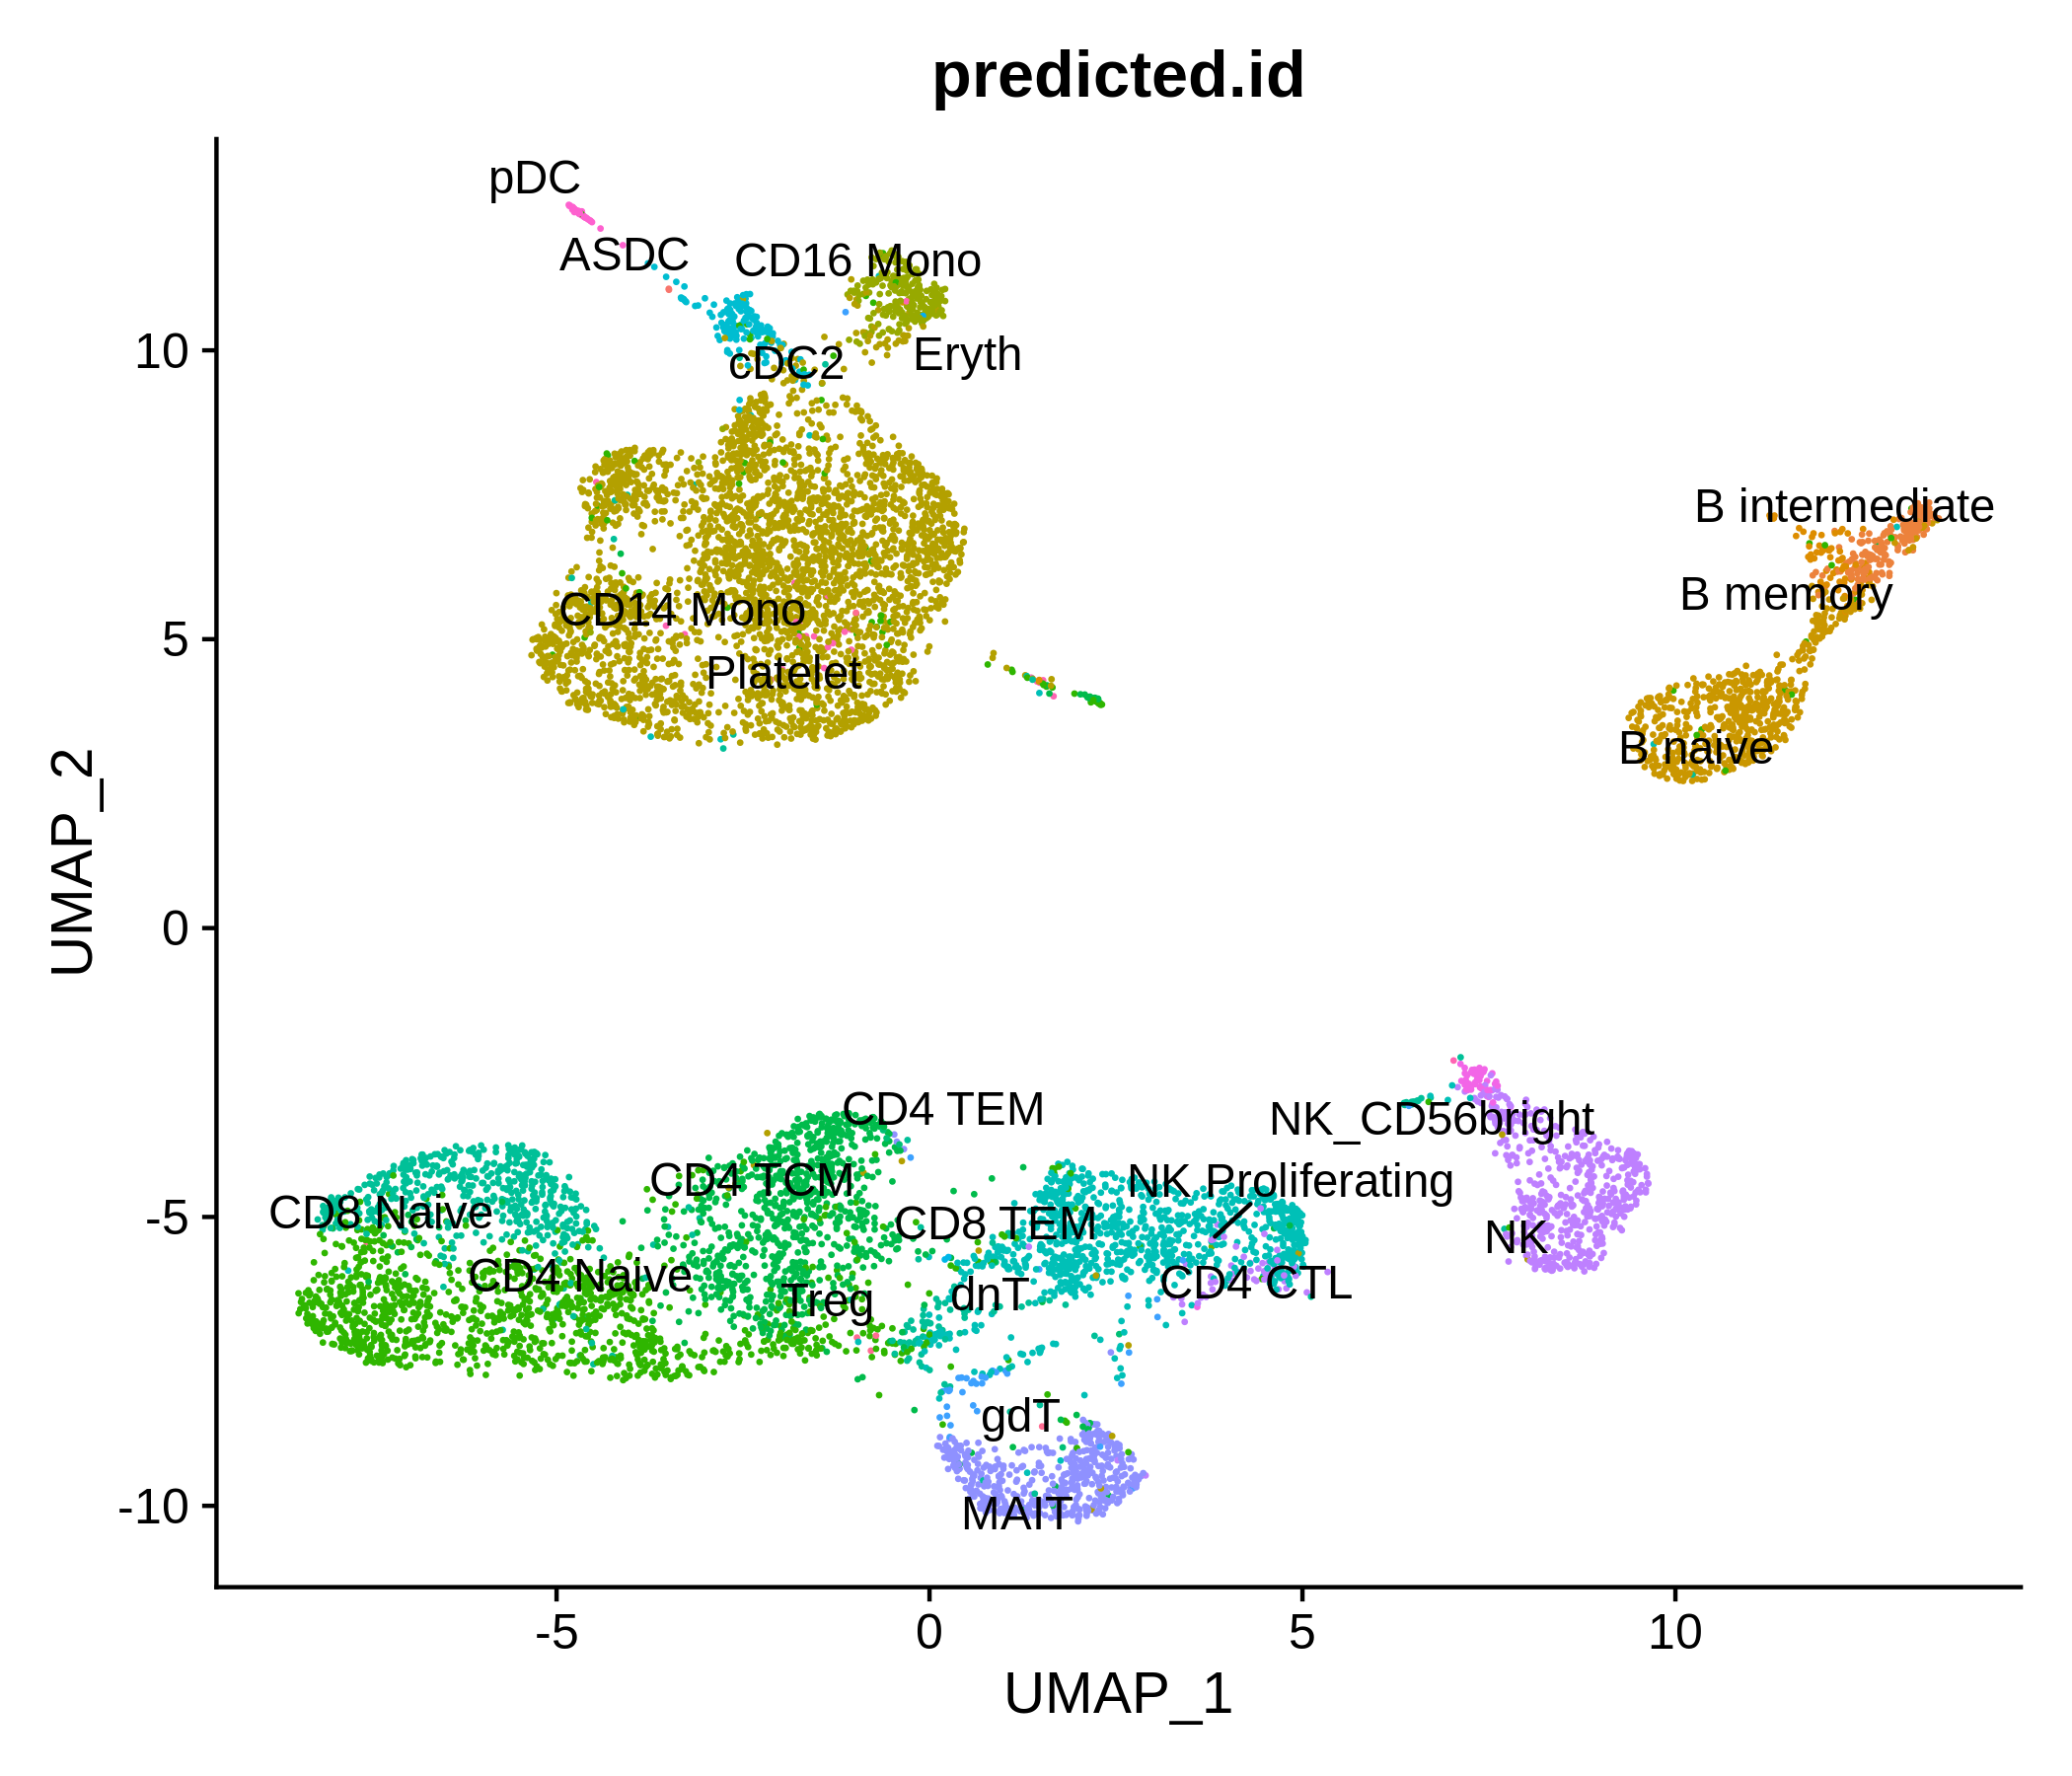 predicted.id
pDC
ASDC
CD16 Mono
cDC2
Eryth
10
B intermediate
B memory
CD14 Mono
5
Platelet
B naive
UMAP_2
0
CD4 TEM
NK_CD56bright
CD4 TCM
NK Proliferating
CD8 Naive
-5
CD8 TEM
NK
CD4 Naive
Treg
dnT
CD4 CTL
gdT
-10
MAIT
-5
0
5
10
UMAP_1